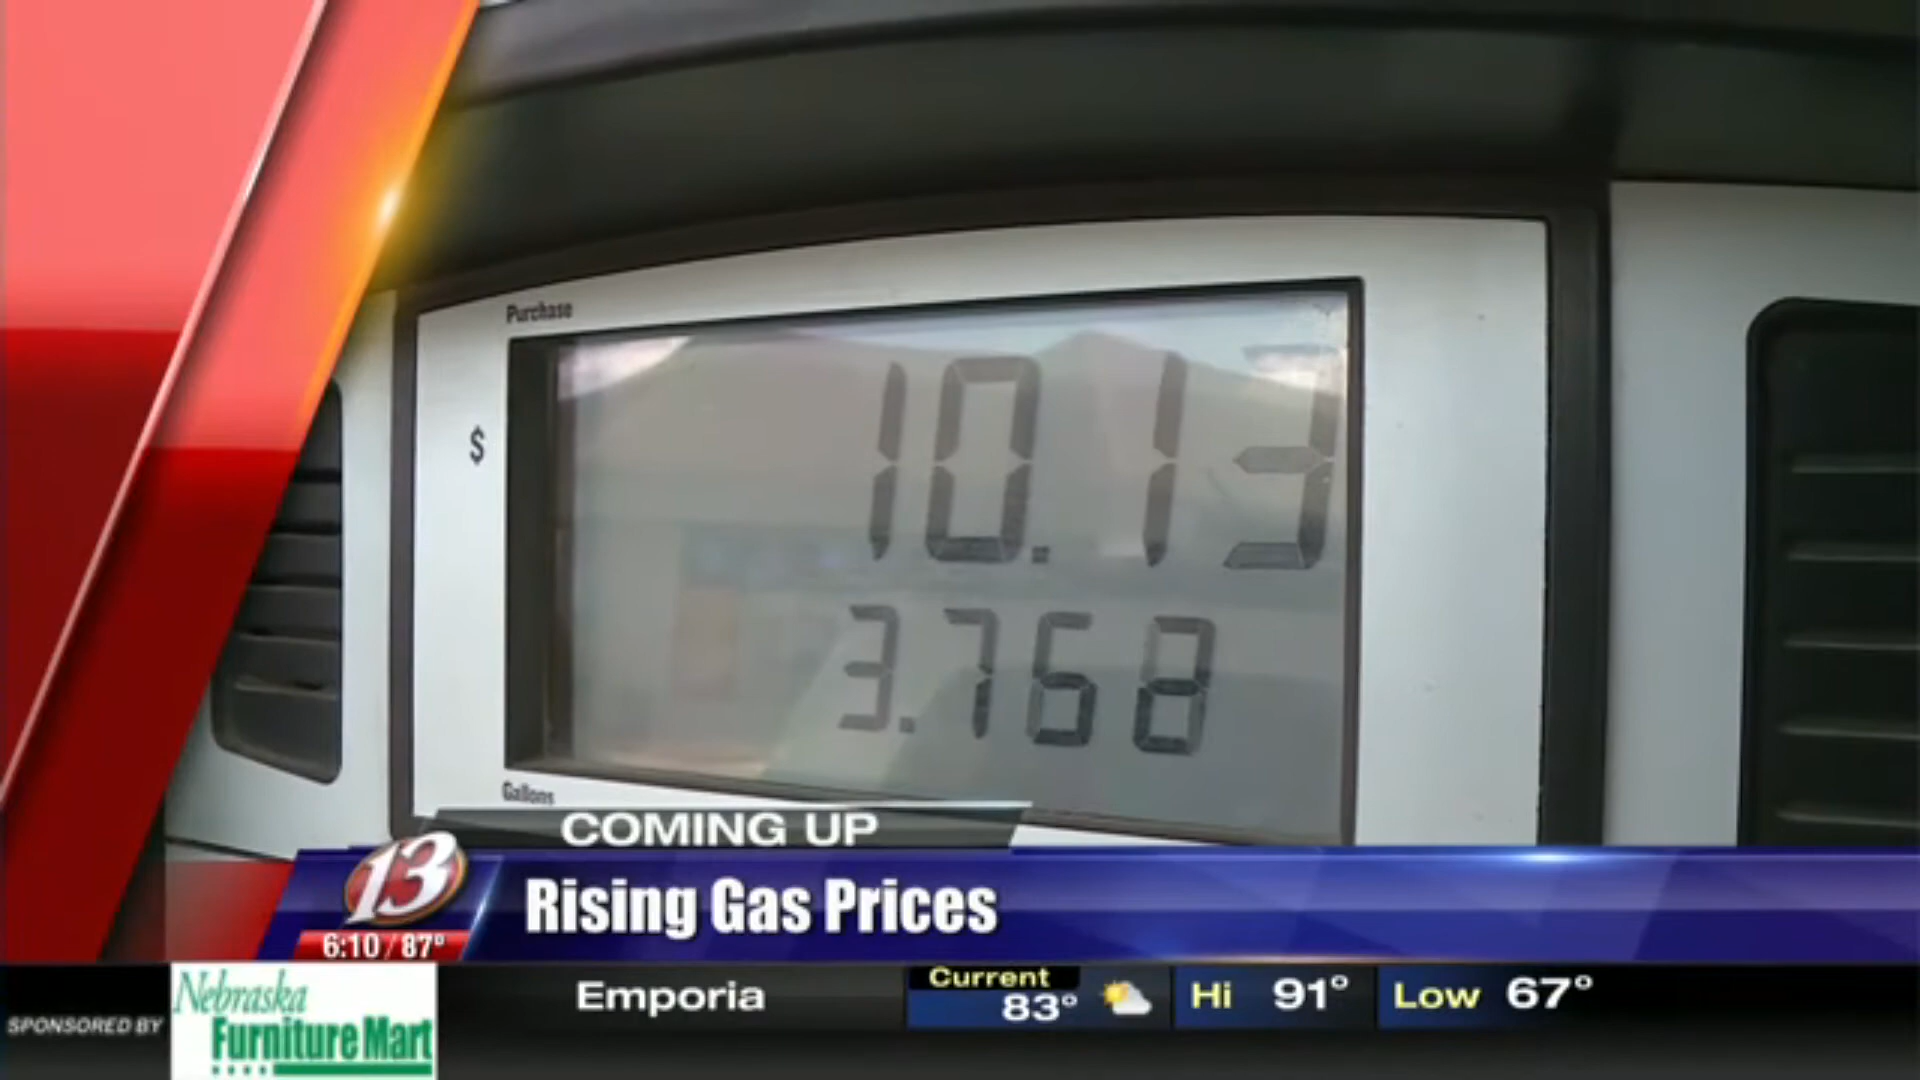 Purchase
$
10.13
3.768
Gallons
COMING UP
13
Rising Gas Prices
6:10 / 87°
SPONSORED BY
Nebraska
Furniture Mart
Emporia
Current
83°
Hi 91°
Low 67°